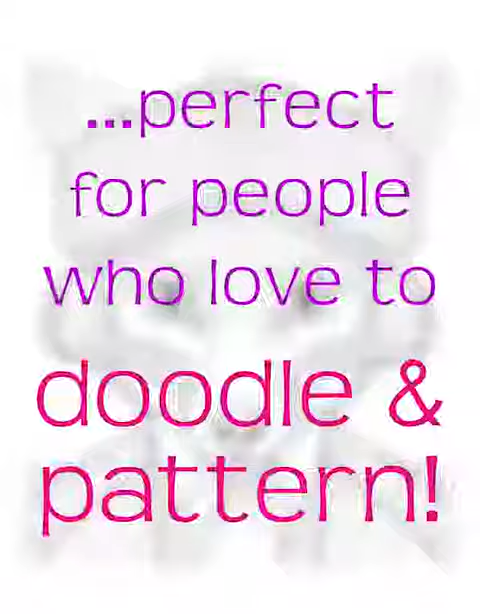 ...perfect
for people
who love to
doodle &
pattern!